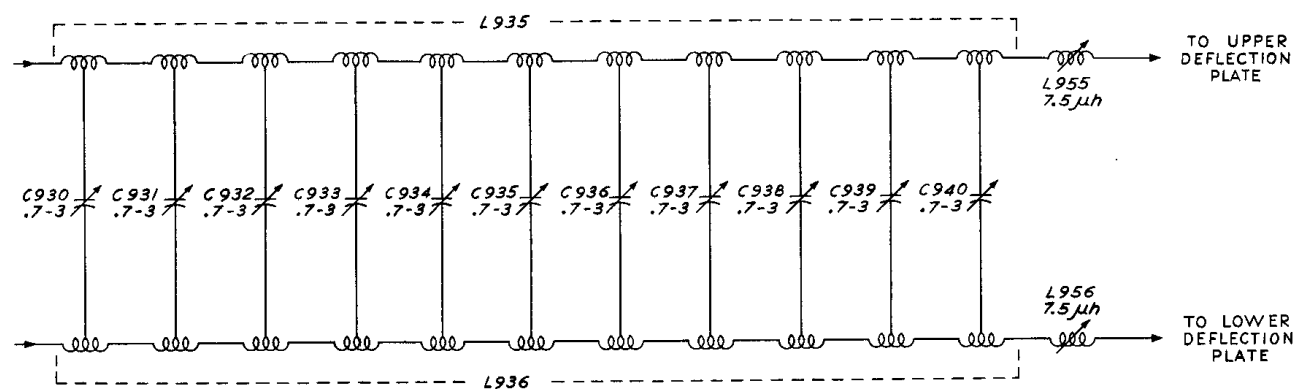 L935
TO UPPER
DEFLECTION
PLATE
L955
7.5 µh
C930
.7-3
C931
.7-3
C932
.7-3
C933
.7-3
C934
.7-3
C935
.7-3
C936
.7-3
C937
.7-3
C938
.7-3
C939
.7-3
C940
.7-3
L956
7.5 µh
TO LOWER
DEFLECTION
PLATE
L936